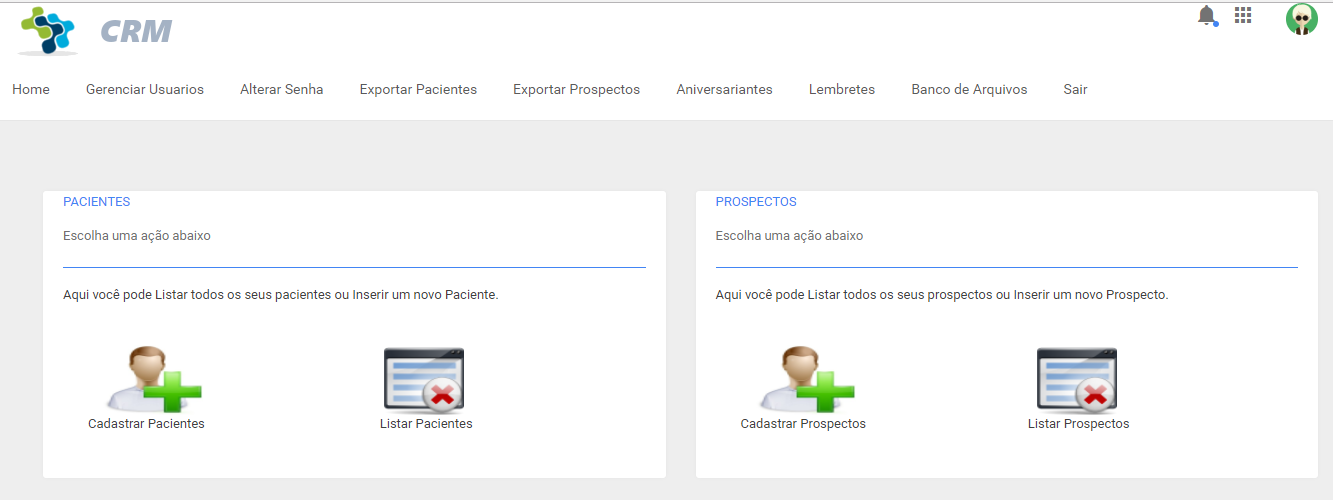 CRM
Home Gerenciar Usuarios Alterar Senha Exportar Pacientes Exportar Prospectos Aniversariantes Lembretes Banco de Arquivos Sair
PACIENTES
Escolha uma ação abaixo
Aqui você pode Listar todos os seus pacientes ou Inserir um novo Paciente.
Cadastrar Pacientes Listar Pacientes
PROSPECTOS
Escolha uma ação abaixo
Aqui você pode Listar todos os seus prospectos ou Inserir um novo Prospecto.
Cadastrar Prospectos Listar Prospectos